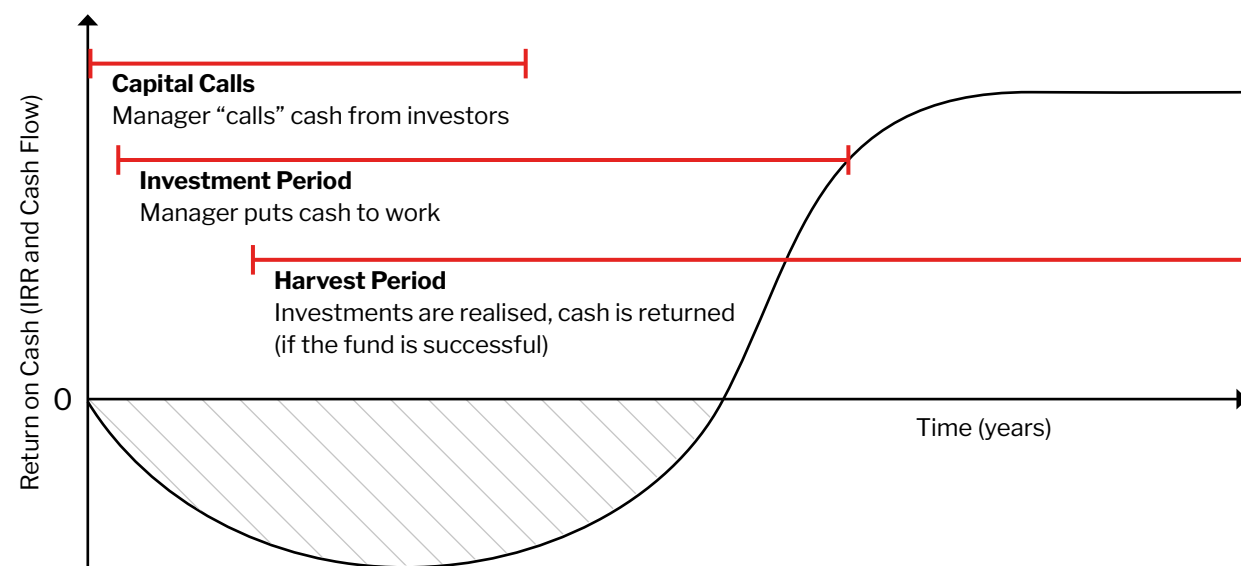 Return on Cash (IRR and Cash Flow)
Capital Calls
Manager “calls” cash from investors
Investment Period
Manager puts cash to work
Harvest Period
Investments are realised, cash is returned
(if the fund is successful)
0
Time (years)